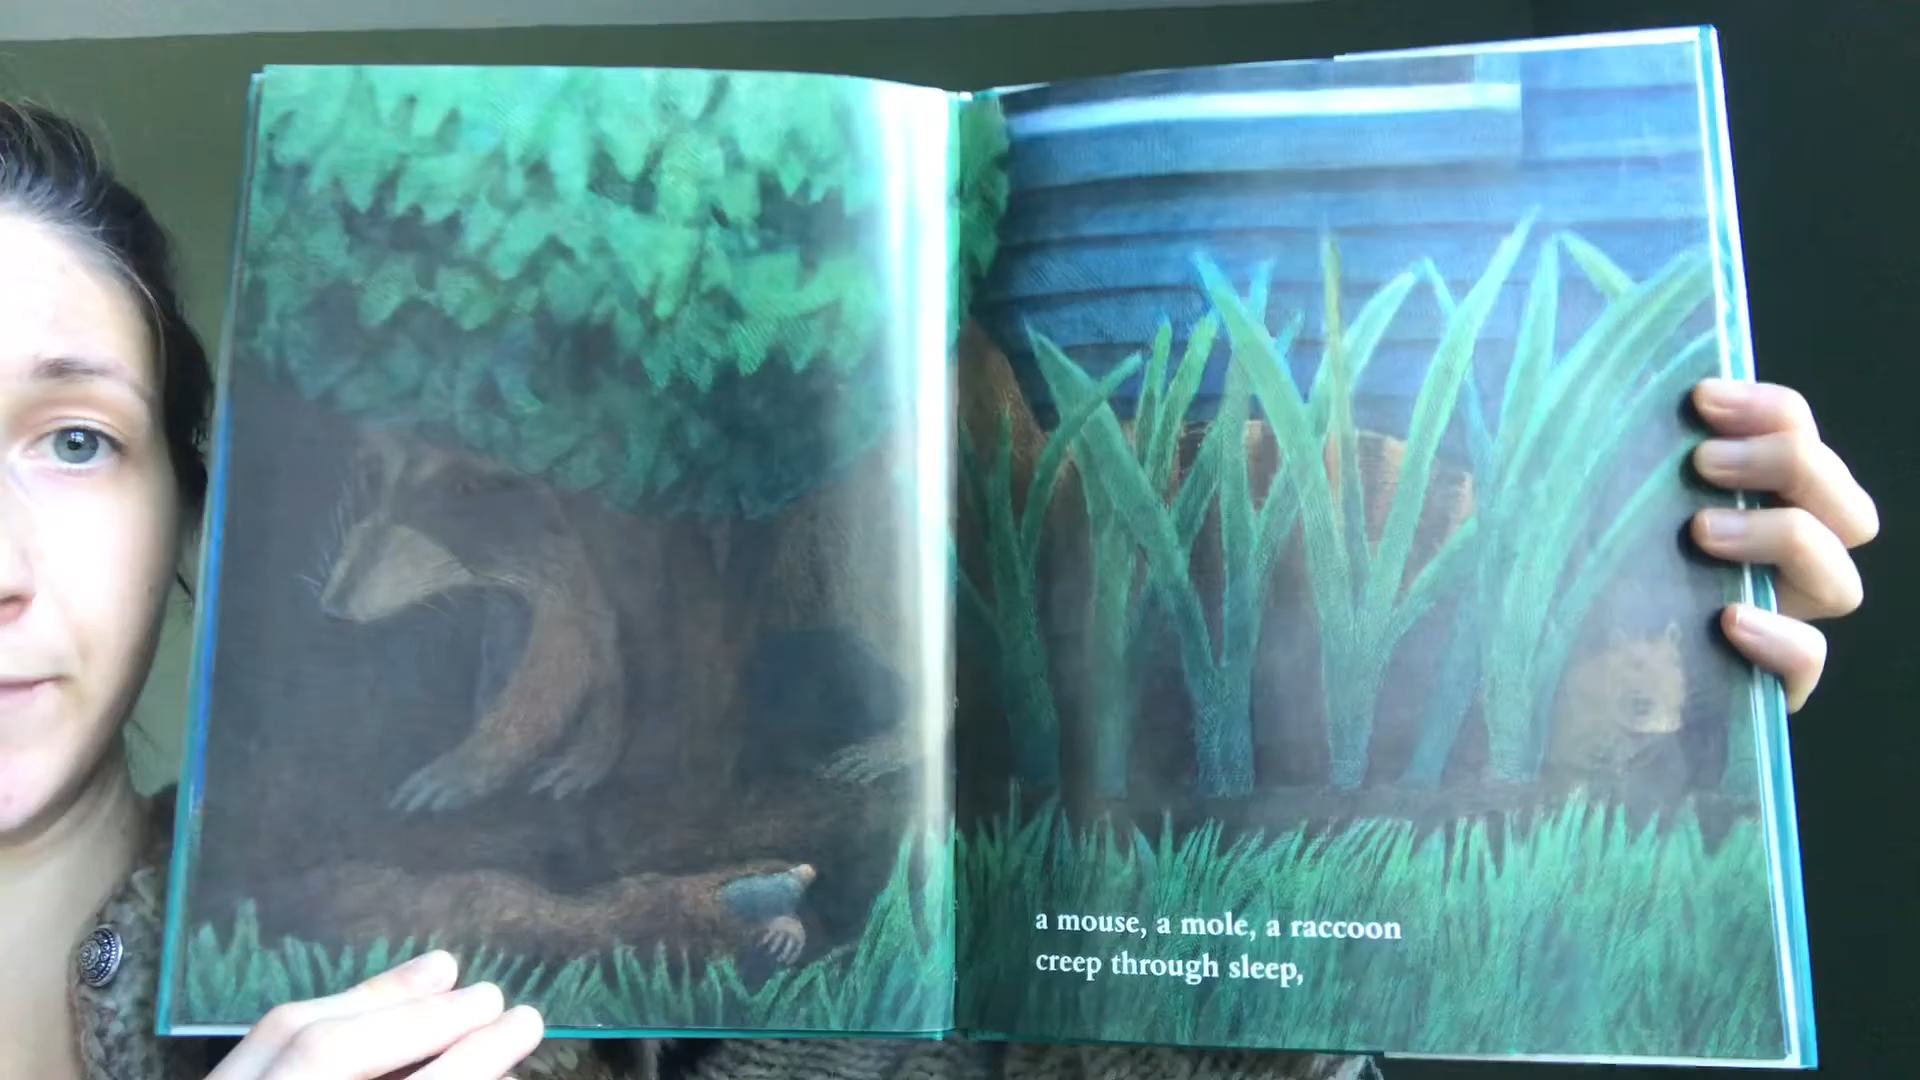 a mouse, a mole, a raccoon
creep through sleep,